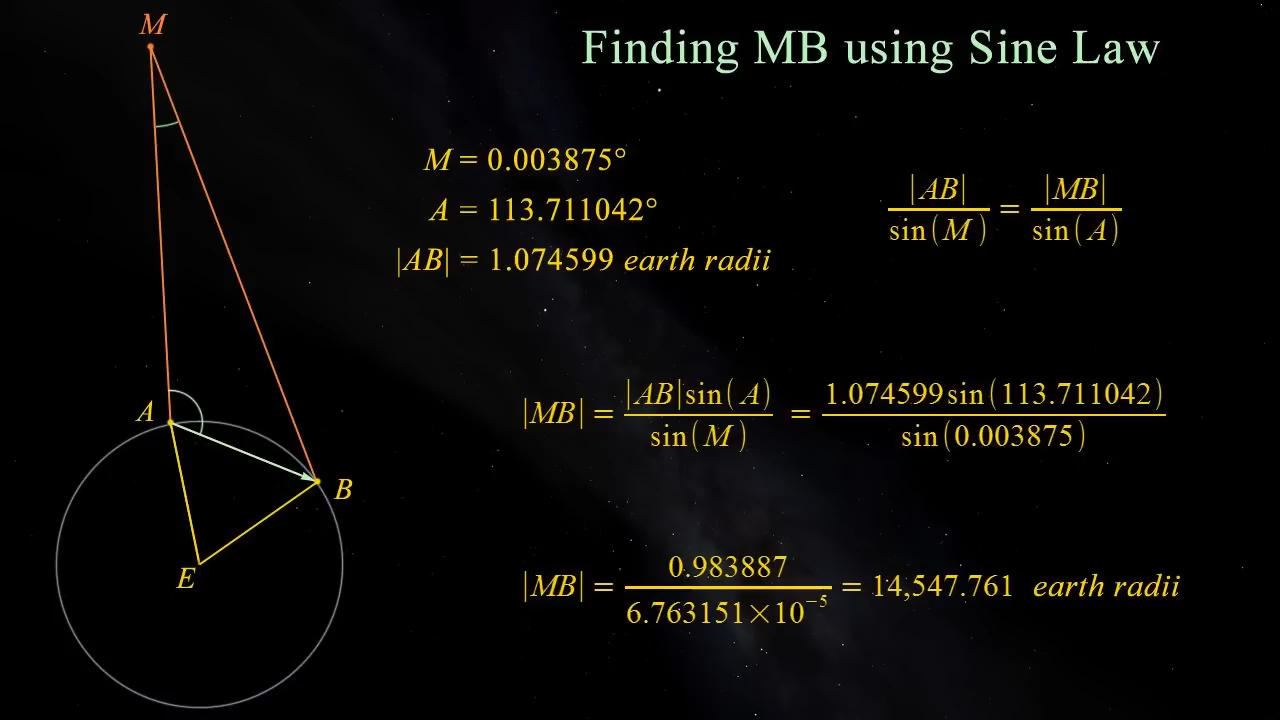 M
Finding MB using Sine Law
M = 0.003875°
A = 113.711042°
|AB| = 1.074599 earth radii
|AB| / sin(M) = |MB| / sin(A)
A
B
E
|MB| = |AB|sin(A) / sin(M) = 1.074599 sin(113.711042) / sin(0.003875)
|MB| = 0.983887 / 6.763151×10⁻⁵ = 14,547.761 earth radii